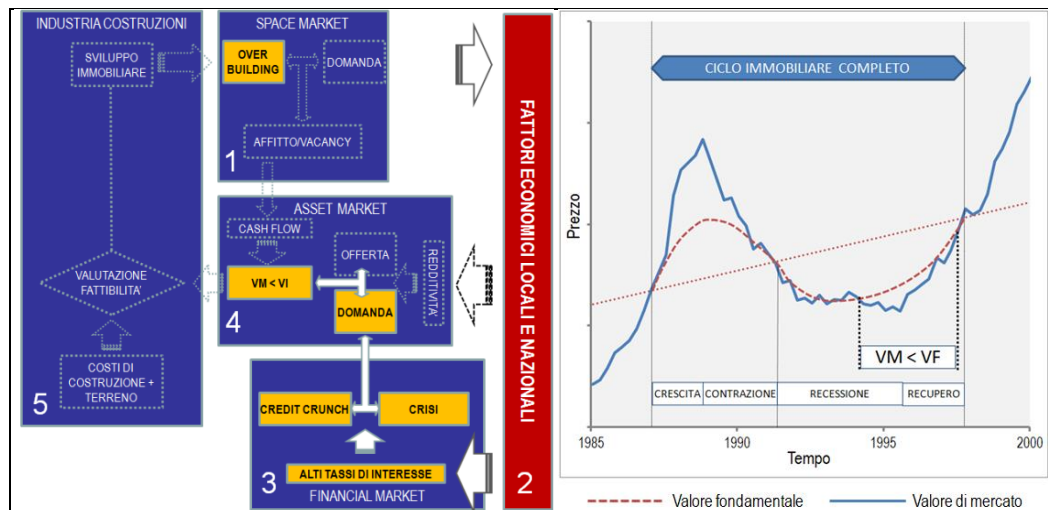 INDUSTRIA COSTRUZIONI
SVILUPPO
IMMOBILIARE
VALUTAZIONE
FATTIBILITA'
COSTI DI
COSTRUZIONE +
TERRENO
5
SPACE MARKET
OVER
BUILDING
DOMANDA
AFFITTO/VACANCY
1
ASSET MARKET
CASH FLOW
OFFERTA
REDDITIVITA'
VM < VI
DOMANDA
4
CREDIT CRUNCH
CRISI
ALTI TASSI DI INTERESSE
3
FINANCIAL MARKET
FATTORI ECONOMICI LOCALI E NAZIONALI
2
CICLO IMMOBILIARE COMPLETO
Prezzo
VM < VF
CRESCITA
CONTRAZIONE
RECESSIONE
RECUPERO
1985
1990
1995
2000
Tempo
Valore fondamentale
Valore di mercato